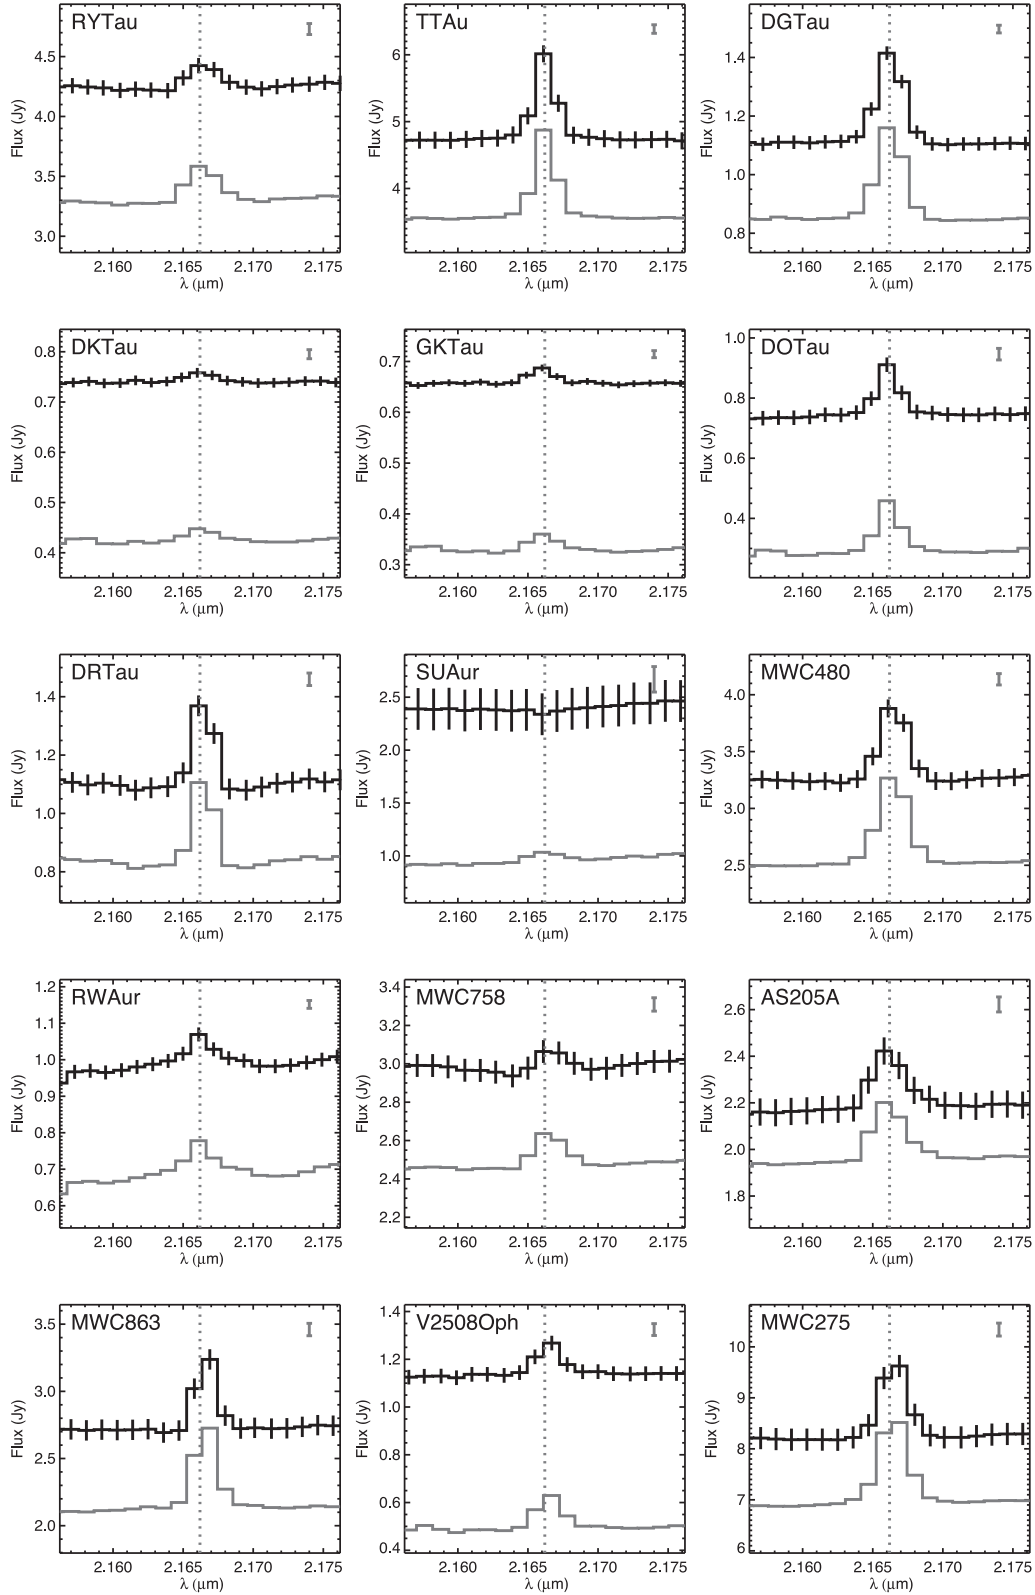 RYTau
Flux (Jy)
4.5
4.0
3.5
3.0
2.160 2.165 2.170 2.175
λ (μm)
TTAu
Flux (Jy)
6
5
4
2.160 2.165 2.170 2.175
λ (μm)
DGTau
Flux (Jy)
1.4
1.2
1.0
0.8
2.160 2.165 2.170 2.175
λ (μm)
DKTau
Flux (Jy)
0.8
0.7
0.6
0.5
0.4
2.160 2.165 2.170 2.175
λ (μm)
GKTau
Flux (Jy)
0.7
0.6
0.5
0.4
0.3
2.160 2.165 2.170 2.175
λ (μm)
DOTau
Flux (Jy)
1.0
0.8
0.6
0.4
2.160 2.165 2.170 2.175
λ (μm)
DRTau
Flux (Jy)
1.4
1.2
1.0
0.8
2.160 2.165 2.170 2.175
λ (μm)
SUAur
Flux (Jy)
2.5
2.0
1.5
1.0
2.160 2.165 2.170 2.175
λ (μm)
MWC480
Flux (Jy)
4.0
3.5
3.0
2.5
2.160 2.165 2.170 2.175
λ (μm)
RWAur
Flux (Jy)
1.2
1.1
1.0
0.9
0.8
0.7
0.6
2.160 2.165 2.170 2.175
λ (μm)
MWC758
Flux (Jy)
3.4
3.2
3.0
2.8
2.6
2.4
2.2
2.160 2.165 2.170 2.175
λ (μm)
AS205A
Flux (Jy)
2.6
2.4
2.2
2.0
1.8
2.160 2.165 2.170 2.175
λ (μm)
MWC863
Flux (Jy)
3.5
3.0
2.5
2.0
2.160 2.165 2.170 2.175
λ (μm)
V2508Oph
Flux (Jy)
1.4
1.2
1.0
0.8
0.6
0.4
2.160 2.165 2.170 2.175
λ (μm)
MWC275
Flux (Jy)
10
9
8
7
6
2.160 2.165 2.170 2.175
λ (μm)